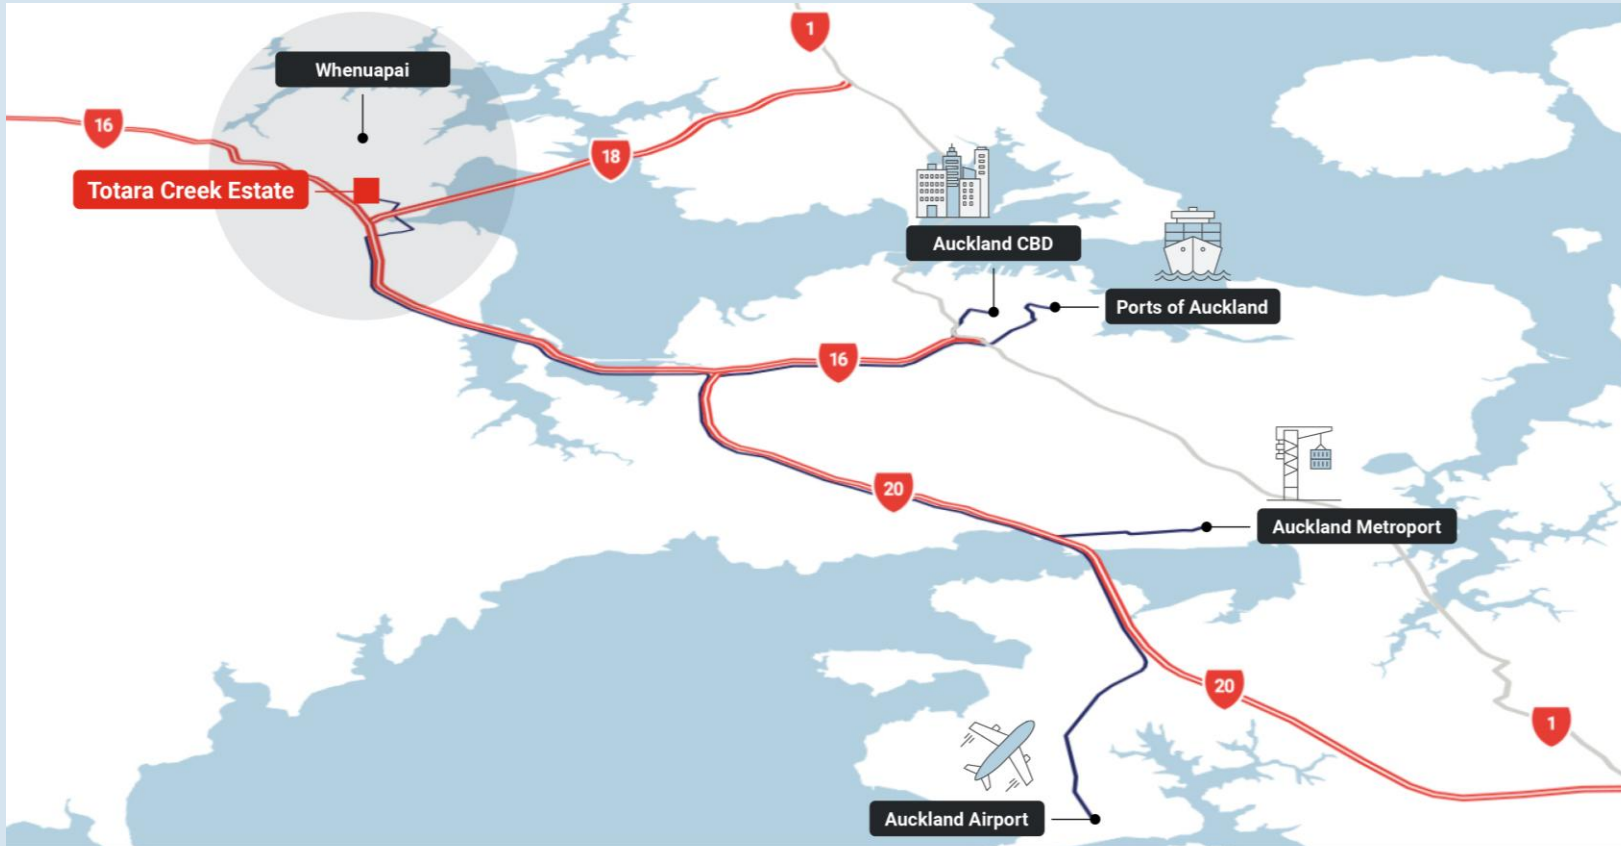 1
Whenuapai
16
18
Totara Creek Estate
Auckland CBD
Ports of Auckland
16
20
Auckland Metroport
20
1
Auckland Airport